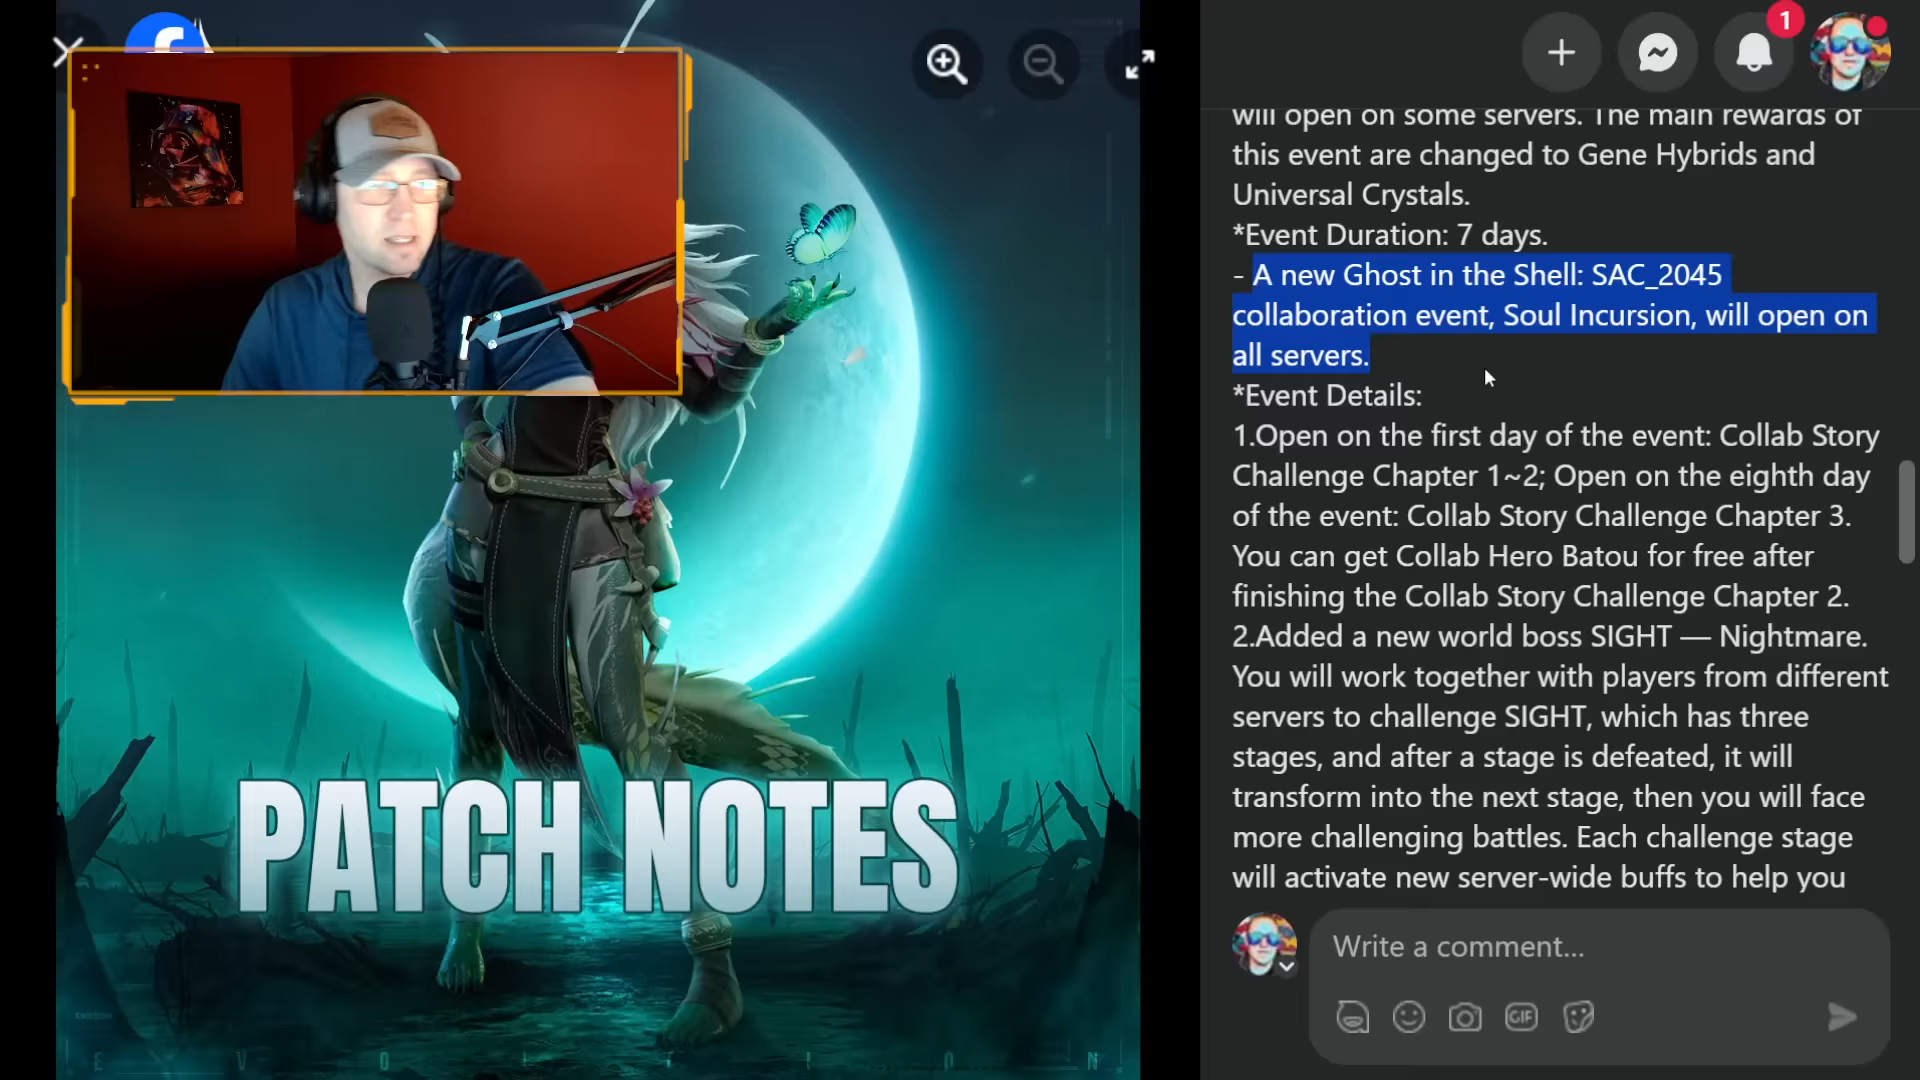 PATCH NOTES
E V O L T I O N
1
will open on some servers. The main rewards of
this event are changed to Gene Hybrids and
Universal Crystals.
*Event Duration: 7 days.
- A new Ghost in the Shell: SAC_2045
collaboration event, Soul Incursion, will open on
all servers.
*Event Details:
1.Open on the first day of the event: Collab Story
Challenge Chapter 1~2; Open on the eighth day
of the event: Collab Story Challenge Chapter 3.
You can get Collab Hero Batou for free after
finishing the Collab Story Challenge Chapter 2.
2.Added a new world boss SIGHT — Nightmare.
You will work together with players from different
servers to challenge SIGHT, which has three
stages, and after a stage is defeated, it will
transform into the next stage, then you will face
more challenging battles. Each challenge stage
will activate new server-wide buffs to help you
Write a comment...
GIF